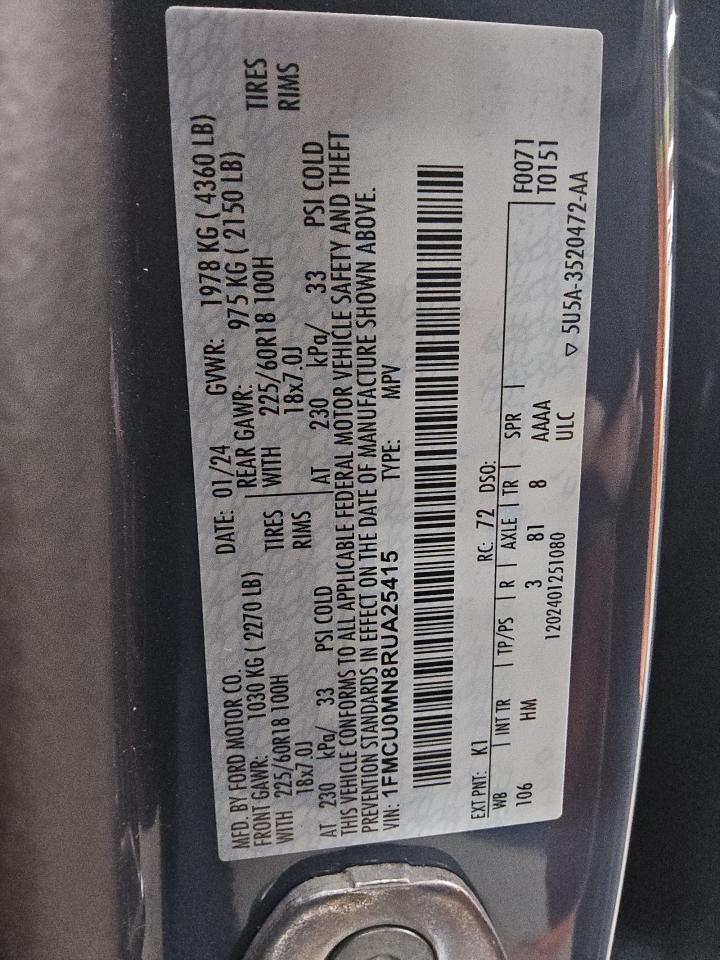 MFD. BY FORD MOTOR CO. DATE: 01/24 GVWR: 1978 KG ( 4360 LB)
FRONT GAWR: 1030 KG ( 2270 LB) REAR GAWR: 975 KG ( 2150 LB)
WITH 225/60R18 100H TIRES WITH 225/60R18 100H TIRES
18x7.0J RIMS 18x7.0J RIMS
AT 230 kPa/ 33 PSI COLD AT 230 kPa/ 33 PSI COLD
THIS VEHICLE CONFORMS TO ALL APPLICABLE FEDERAL MOTOR VEHICLE SAFETY AND THEFT
PREVENTION STANDARDS IN EFFECT ON THE DATE OF MANUFACTURE SHOWN ABOVE.
VIN: 1FMCU0MN8RUA25415 TYPE: MPV
EXT PNT: K1 RC: 72 DSO: F0071
WB INT TR TP/PS R AXLE TR SPR T0151
106 HM 3 81 8 AAAA
1202401251080 ULC
▽ 5U5A-3520472-AA